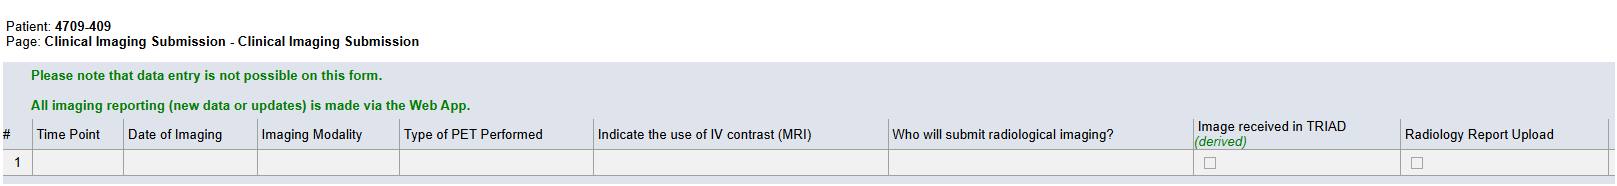 Patient: 4709-409
Page: Clinical Imaging Submission - Clinical Imaging Submission
Please note that data entry is not possible on this form.
All imaging reporting (new data or updates) is made via the Web App.
# Time Point Date of Imaging Imaging Modality Type of PET Performed Indicate the use of IV contrast (MRI) Who will submit radiological imaging? Image received in TRIAD (derived) Radiology Report Upload
1